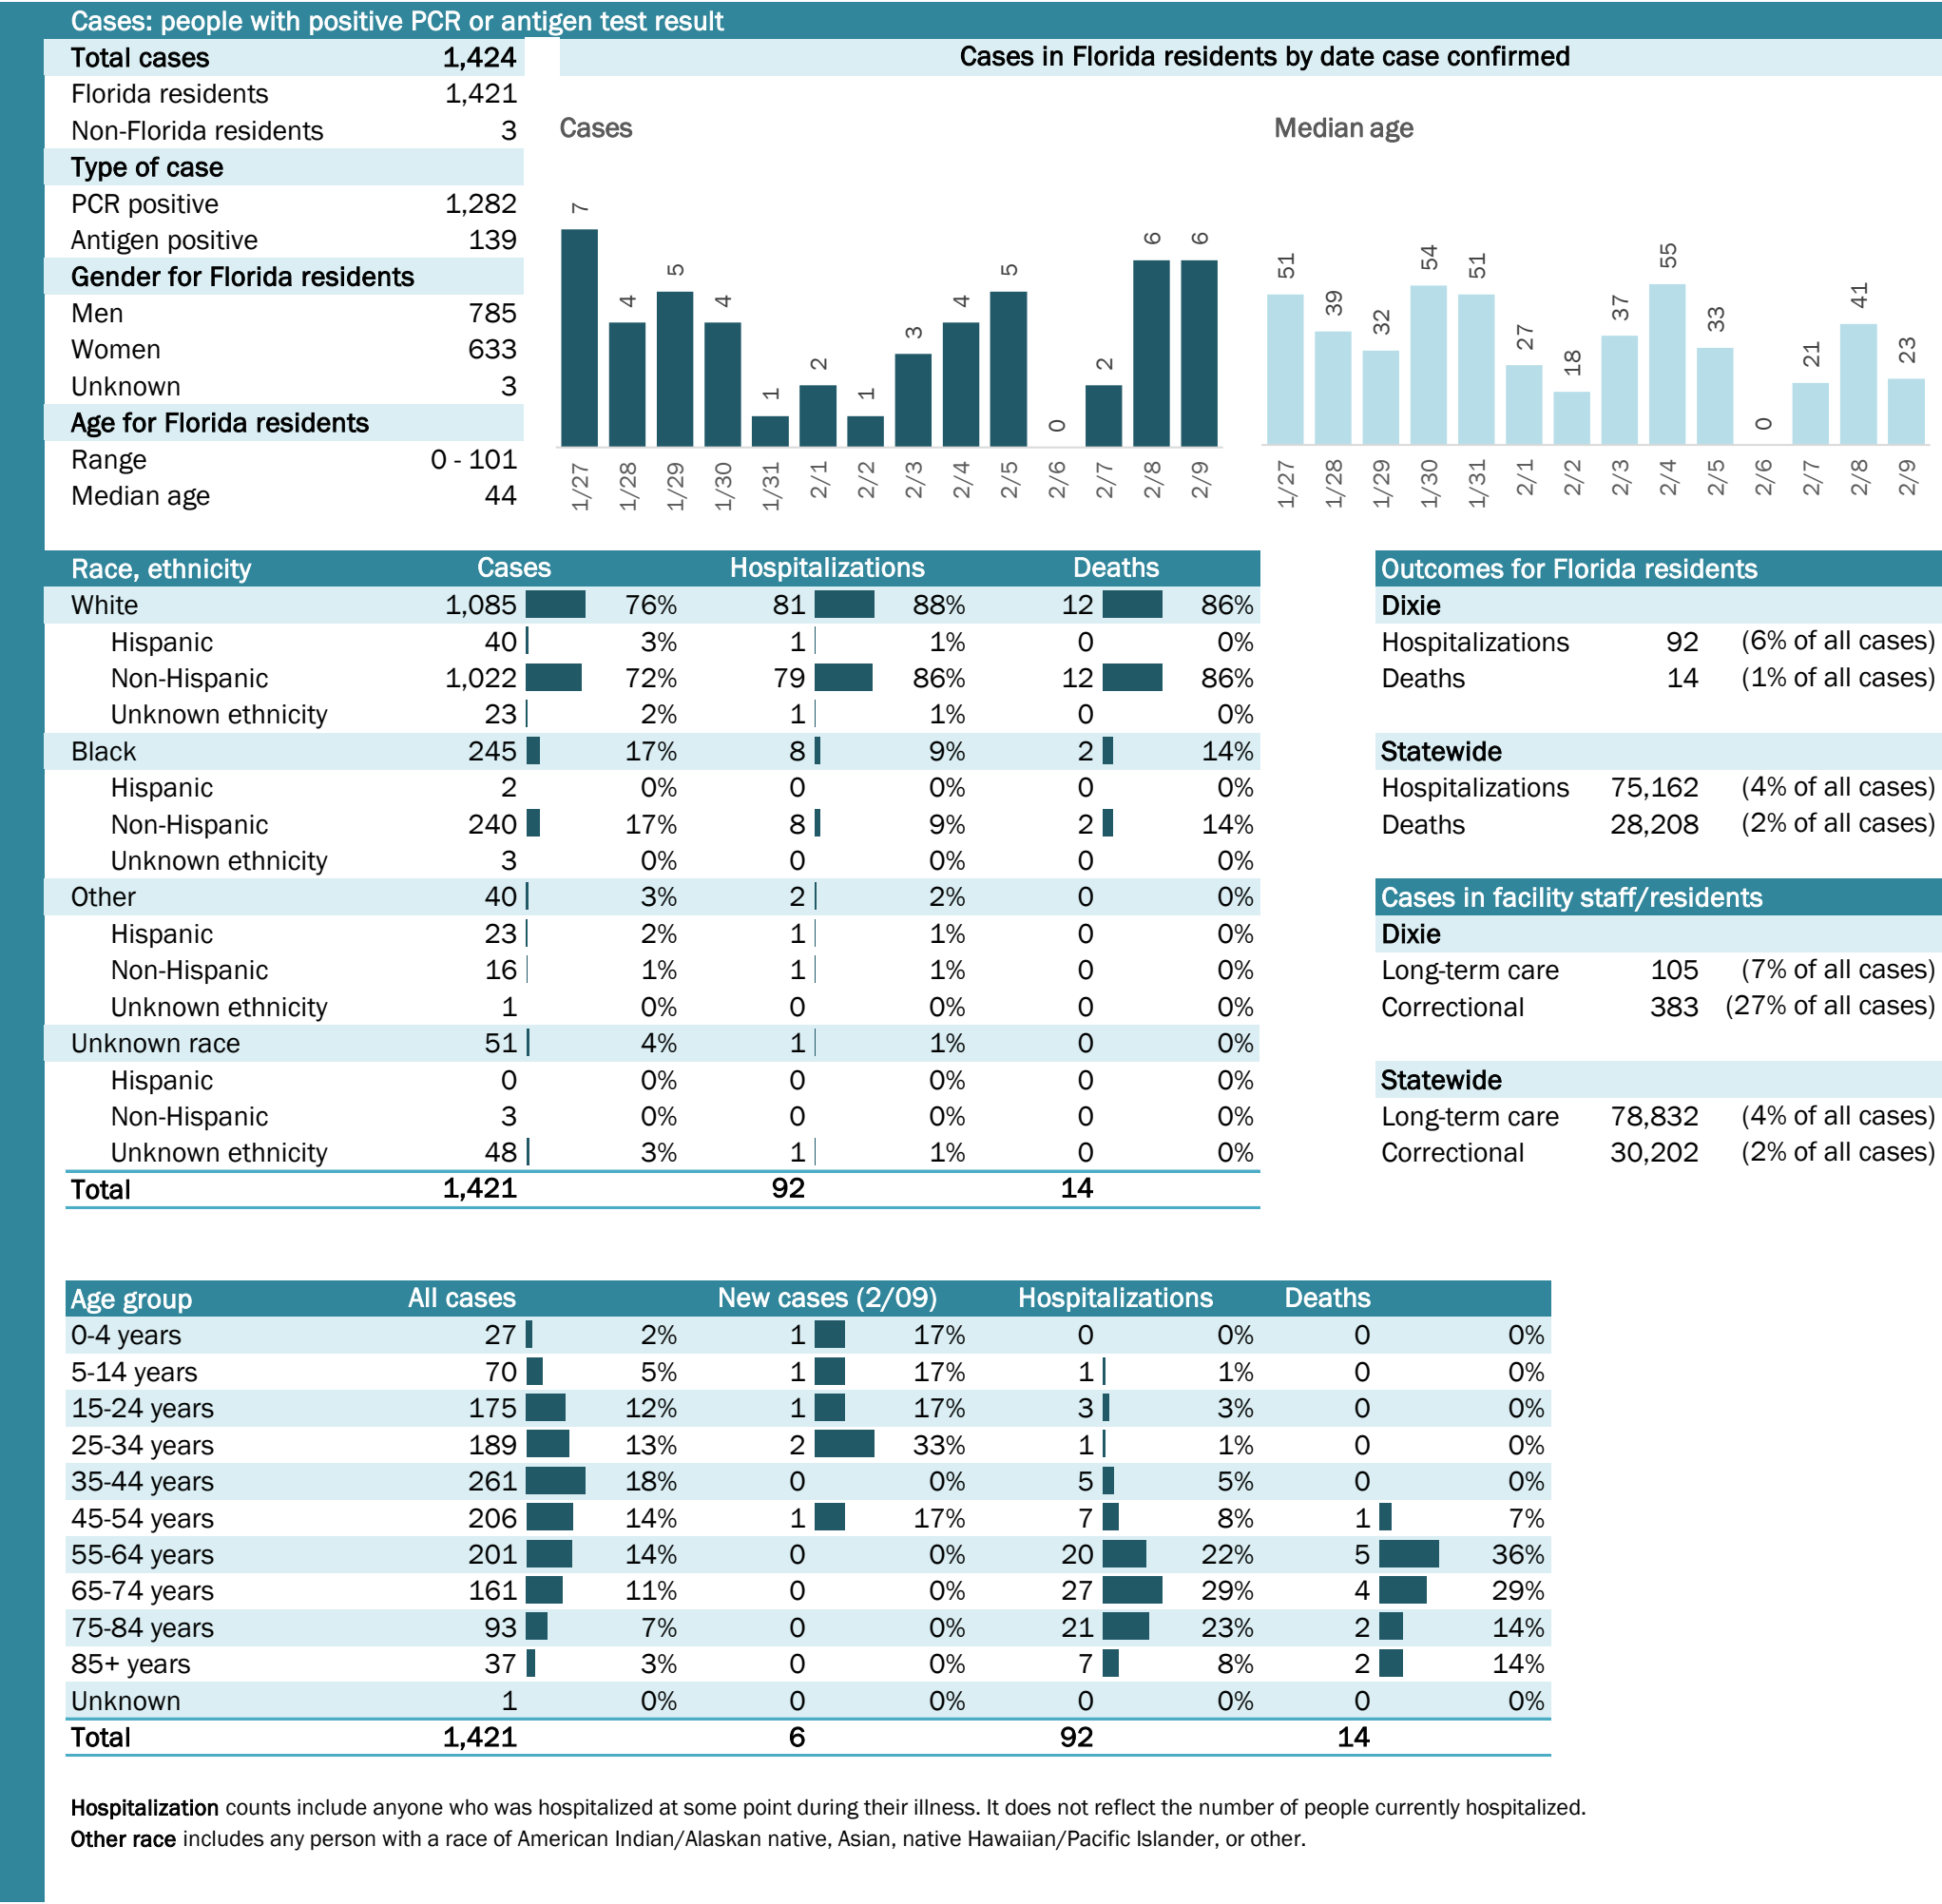 Cases: people with positive PCR or antigen test result
Total cases 1,424
Florida residents 1,421
Non-Florida residents 3
Type of case
PCR positive 1,282
Antigen positive 139
Gender for Florida residents
Men 785
Women 633
Unknown 3
Age for Florida residents
Range 0 - 101
Median age 44
Cases in Florida residents by date case confirmed
Cases
7 4 5 4 1 2 1 3 4 5 0 2 6 6
1/27 1/28 1/29 1/30 1/31 2/1 2/2 2/3 2/4 2/5 2/6 2/7 2/8 2/9
Median age
51 39 32 54 51 27 18 37 55 33 0 21 41 23
1/27 1/28 1/29 1/30 1/31 2/1 2/2 2/3 2/4 2/5 2/6 2/7 2/8 2/9
Race, ethnicity Cases Hospitalizations Deaths
White 1,085 76% 81 88% 12 86%
Hispanic 40 3% 1 1% 0 0%
Non-Hispanic 1,022 72% 79 86% 12 86%
Unknown ethnicity 23 2% 1 1% 0 0%
Black 245 17% 8 9% 2 14%
Hispanic 2 0% 0 0% 0 0%
Non-Hispanic 240 17% 8 9% 2 14%
Unknown ethnicity 3 0% 0 0% 0 0%
Other 40 3% 2 2% 0 0%
Hispanic 23 2% 1 1% 0 0%
Non-Hispanic 16 1% 1 1% 0 0%
Unknown ethnicity 1 0% 0 0% 0 0%
Unknown race 51 4% 1 1% 0 0%
Hispanic 0 0% 0 0% 0 0%
Non-Hispanic 3 0% 0 0% 0 0%
Unknown ethnicity 48 3% 1 1% 0 0%
Total 1,421 92 14
Outcomes for Florida residents
Dixie
Hospitalizations 92 (6% of all cases)
Deaths 14 (1% of all cases)
Statewide
Hospitalizations 75,162 (4% of all cases)
Deaths 28,208 (2% of all cases)
Cases in facility staff/residents
Dixie
Long-term care 105 (7% of all cases)
Correctional 383 (27% of all cases)
Statewide
Long-term care 78,832 (4% of all cases)
Correctional 30,202 (2% of all cases)
Age group All cases New cases (2/09) Hospitalizations Deaths
0-4 years 27 2% 1 17% 0 0% 0 0%
5-14 years 70 5% 1 17% 1 1% 0 0%
15-24 years 175 12% 1 17% 3 3% 0 0%
25-34 years 189 13% 2 33% 1 1% 0 0%
35-44 years 261 18% 0 0% 5 5% 0 0%
45-54 years 206 14% 1 17% 7 8% 1 7%
55-64 years 201 14% 0 0% 20 22% 5 36%
65-74 years 161 11% 0 0% 27 29% 4 29%
75-84 years 93 7% 0 0% 21 23% 2 14%
85+ years 37 3% 0 0% 7 8% 2 14%
Unknown 1 0% 0 0% 0 0% 0 0%
Total 1,421 6 92 14
Hospitalization counts include anyone who was hospitalized at some point during their illness. It does not reflect the number of people currently hospitalized.
Other race includes any person with a race of American Indian/Alaskan native, Asian, native Hawaiian/Pacific Islander, or other.